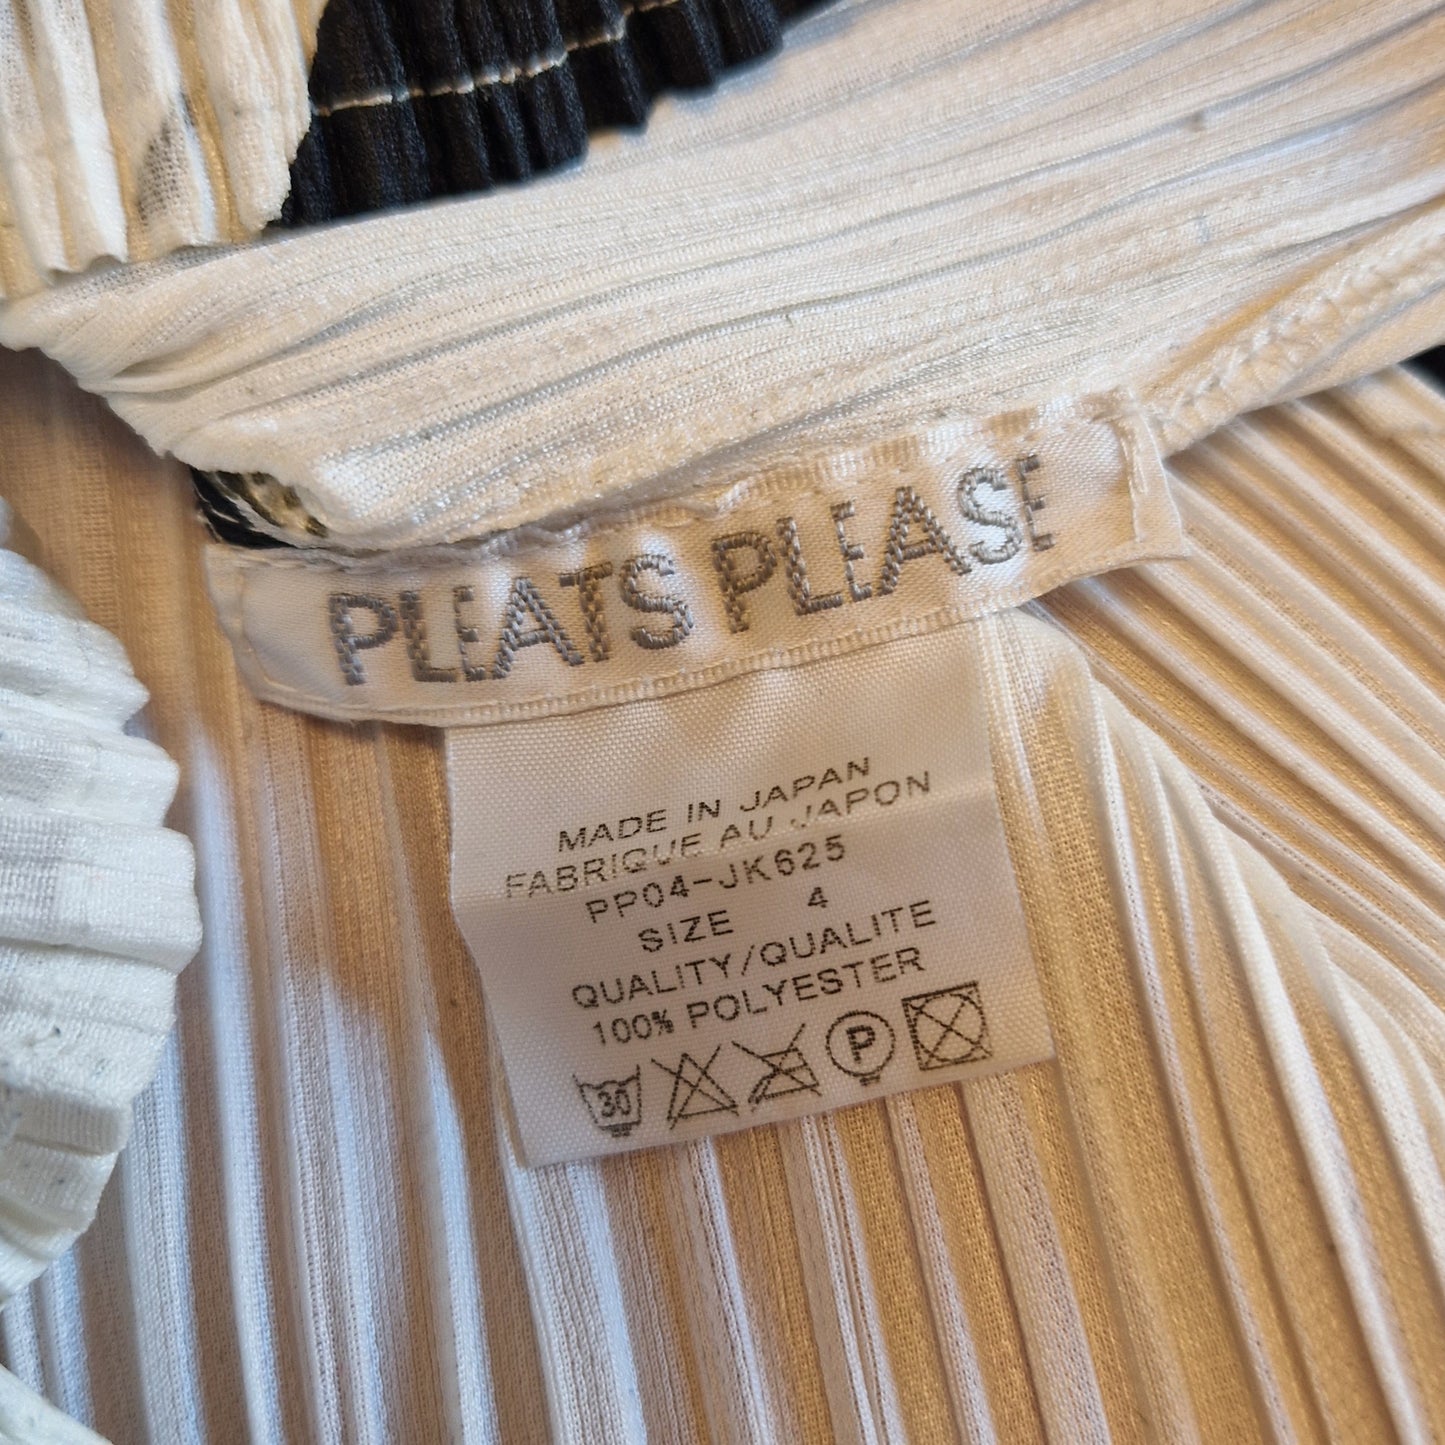 PLEATS PLEASE
MADE IN JAPAN
FABRIQUE AU JAPON
PP04-JK625
SIZE 4
QUALITY/QUALITE
100% POLYESTER
30 P